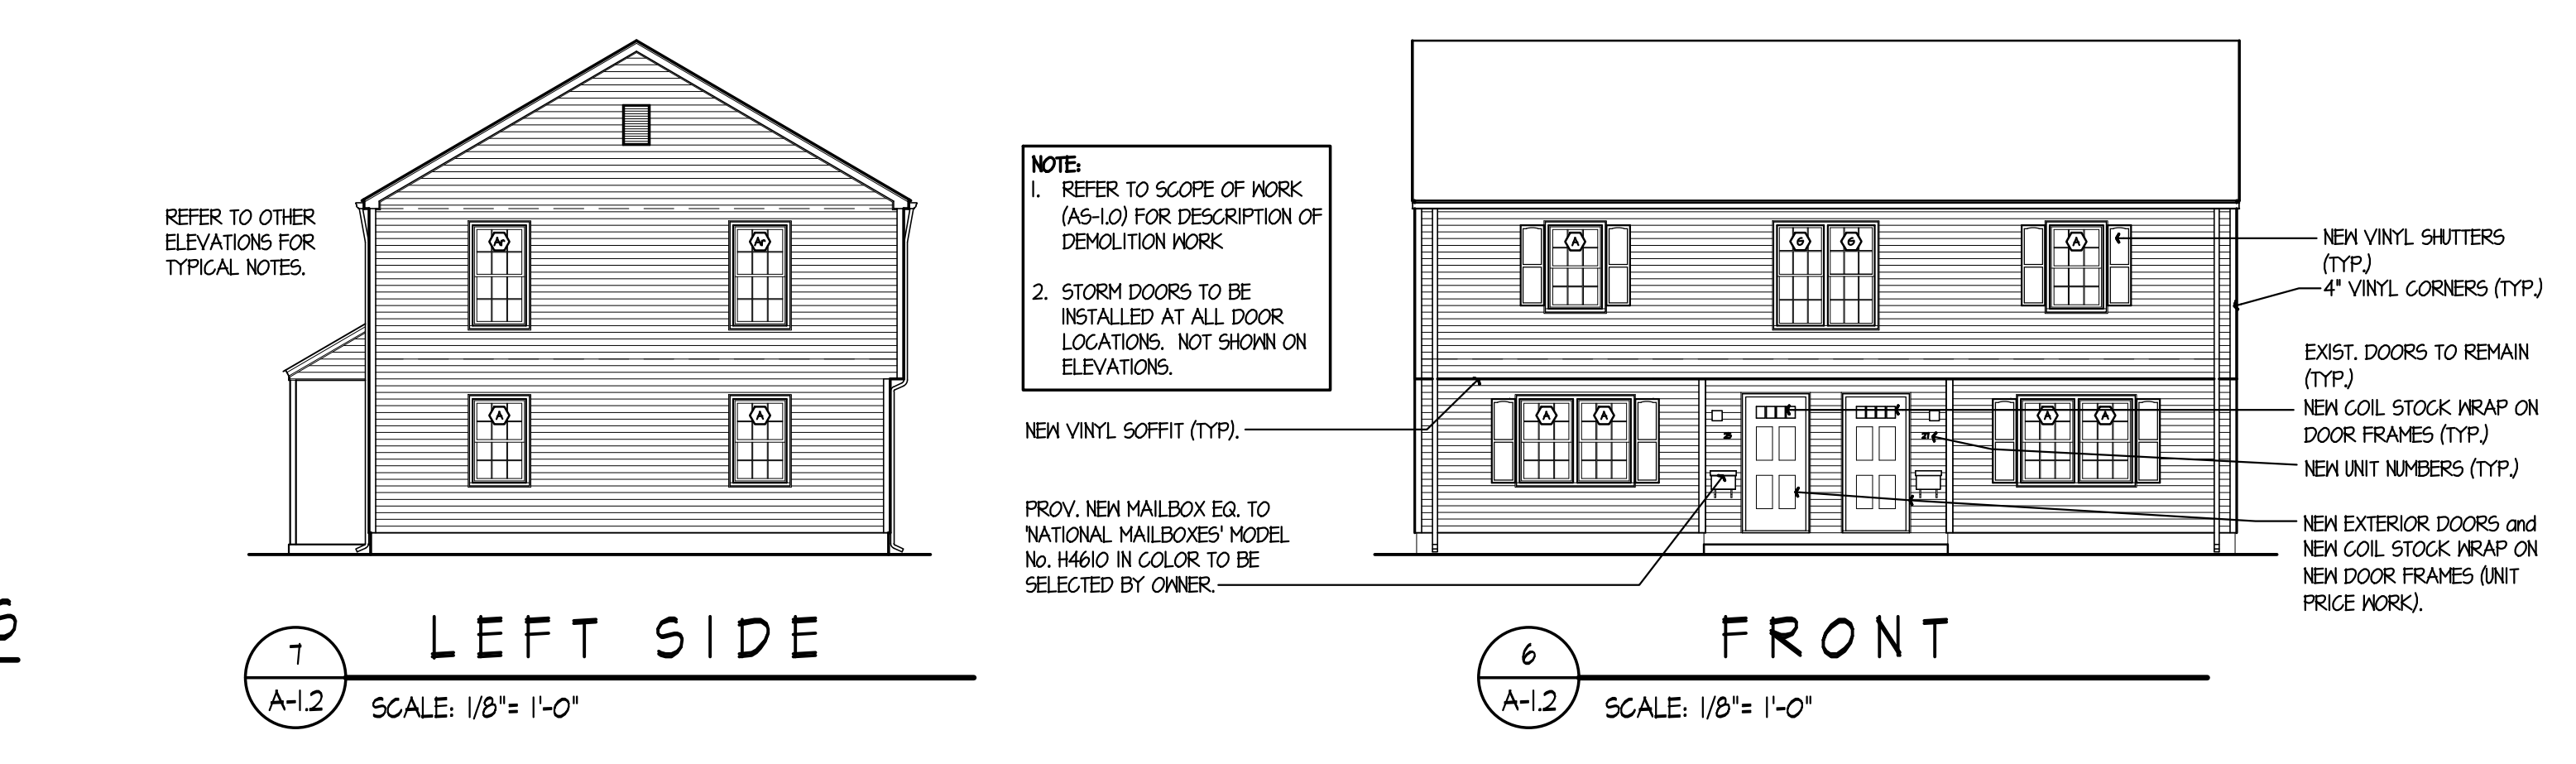 REFER TO OTHER
ELEVATIONS FOR
TYPICAL NOTES.
Ar
Ar
A
A
7
A-1.2
LEFT SIDE
SCALE: 1/8"= 1'-0"
NOTE:
1. REFER TO SCOPE OF WORK
(AS-1.0) FOR DESCRIPTION OF
DEMOLITION WORK
2. STORM DOORS TO BE
INSTALLED AT ALL DOOR
LOCATIONS. NOT SHOWN ON
ELEVATIONS.
NEW VINYL SOFFIT (TYP).
PROV. NEW MAILBOX EQ. TO
'NATIONAL MAILBOXES' MODEL
No. H4610 IN COLOR TO BE
SELECTED BY OWNER.
A
G
G
A
A
A
A
A
NEW VINYL SHUTTERS
(TYP.)
4" VINYL CORNERS (TYP.)
EXIST. DOORS TO REMAIN
(TYP.)
NEW COIL STOCK WRAP ON
DOOR FRAMES (TYP.)
NEW UNIT NUMBERS (TYP.)
NEW EXTERIOR DOORS and
NEW COIL STOCK WRAP ON
NEW DOOR FRAMES (UNIT
PRICE WORK).
6
A-1.2
FRONT
SCALE: 1/8"= 1'-0"